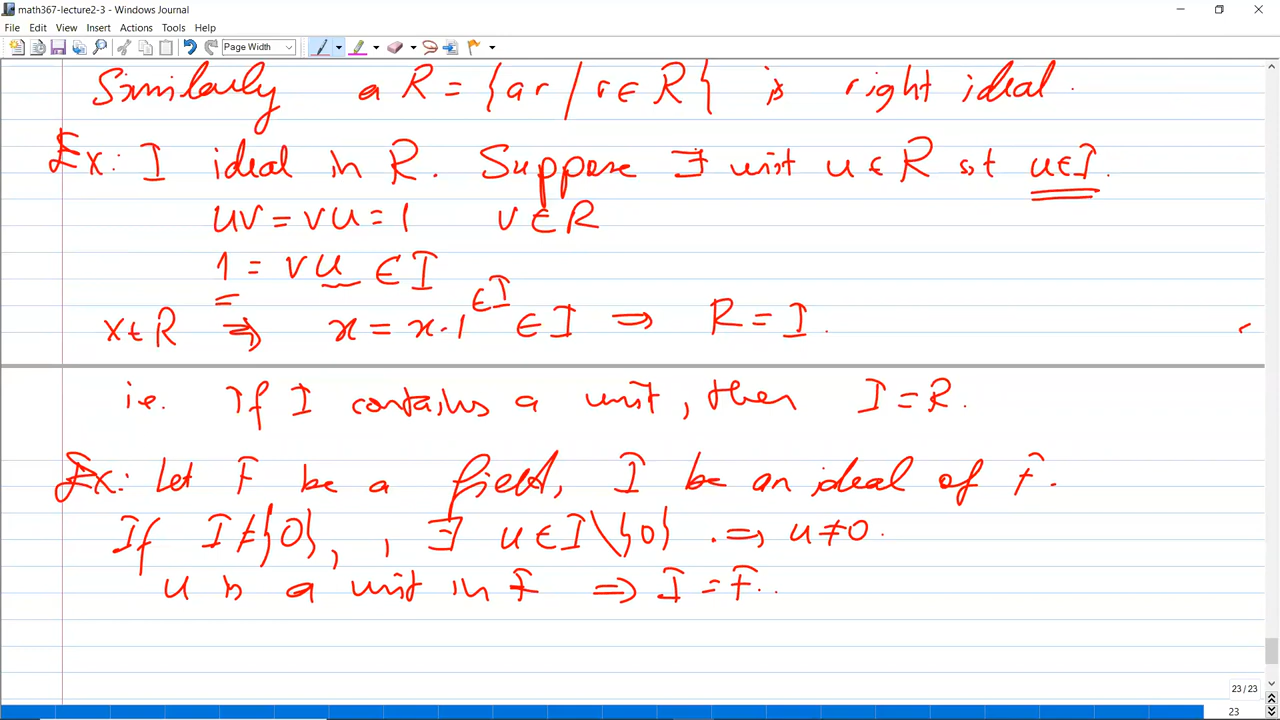 math367-lecture2-3 - Windows Journal
File Edit View Insert Actions Tools Help
Page Width
Similarly aR = {ar / r ∈ R} is right ideal.
Ex: I ideal in R. Suppose ∃ unit u ∈ R s.t u ∈ I.
uv = vu = 1 v ∈ R
1 = vu ∈ I
x ∈ R ⇒ x = x·1 ∈ I ∈ I ⇒ R = I.
i.e. If I contains a unit, then I = R.
Ex: Let F be a field, I be an ideal of F.
If I ≠ {0}, , ∃ u ∈ I \ {0}. ⇒ u ≠ 0.
u is a unit in F ⇒ I = F.
23 / 23
23